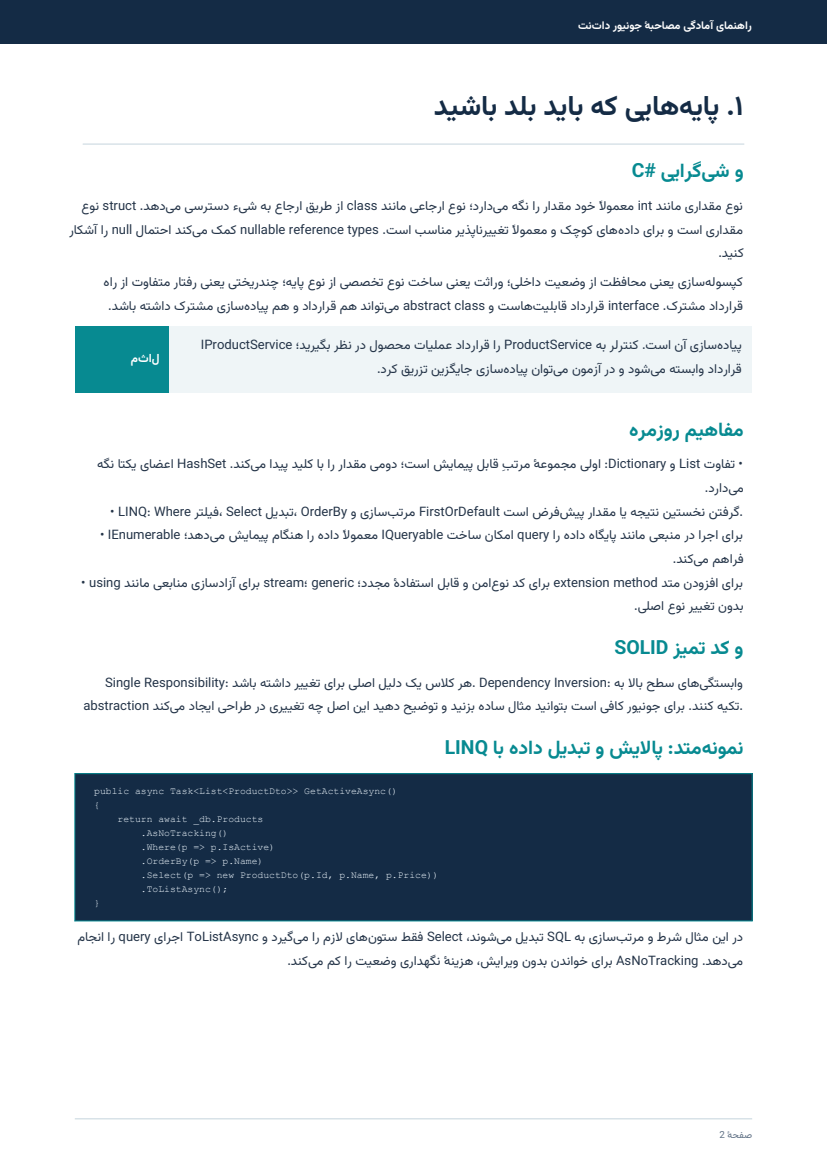 راهنمای آمادگی مصاحبهٔ جونیور دات‌نت
۱. پایه‌هایی که باید بلد باشید
و شی‌گرایی C#
نوع مقداری مانند int معمولاً خود مقدار را نگه می‌دارد؛ نوع ارجاعی مانند class از طریق ارجاع به شیء دسترسی می‌دهد. struct نوع
مقداری است و برای داده‌های کوچک و معمولاً تغییرناپذیر مناسب است. nullable reference types کمک می‌کند احتمال null را آشکار
کنید.
کپسوله‌سازی یعنی محافظت از وضعیت داخلی؛ وراثت یعنی ساخت نوع تخصصی از نوع پایه؛ چندریختی یعنی رفتار متفاوت از راه
قرارداد مشترک. interface قرارداد قابلیت‌هاست و abstract class می‌تواند هم قرارداد و هم پیاده‌سازی مشترک داشته باشد.
پیاده‌سازی آن است. کنترلر به ProductService را قرارداد عملیات محصول در نظر بگیرید؛ IProductService
قرارداد وابسته می‌شود و در آزمون می‌توان پیاده‌سازی جایگزین تزریق کرد.
لاثم
مفاهیم روزمره
• تفاوت List و Dictionary: اولی مجموعهٔ مرتبِ قابل پیمایش است؛ دومی مقدار را با کلید پیدا می‌کند. HashSet اعضای یکتا نگه
می‌دارد.
.گرفتن نخستین نتیجه یا مقدار پیش‌فرض است FirstOrDefault مرتب‌سازی و OrderBy ،تبدیل Select ،فیلتر LINQ: Where •
برای اجرا در منبعی مانند پایگاه داده را query امکان ساخت IQueryable معمولاً داده را هنگام پیمایش می‌دهد؛ IEnumerable •
فراهم می‌کند.
برای افزودن متد extension method برای کد نوع‌امن و قابل استفادهٔ مجدد؛ generic ؛stream برای آزادسازی منابعی مانند using •
بدون تغییر نوع اصلی.
و کد تمیز SOLID
وابستگی‌های سطح بالا به :Dependency Inversion .هر کلاس یک دلیل اصلی برای تغییر داشته باشد :Single Responsibility
.تکیه کنند. برای جونیور کافی است بتوانید مثال ساده بزنید و توضیح دهید این اصل چه تغییری در طراحی ایجاد می‌کند abstraction
نمونه‌متد: پالایش و تبدیل داده با LINQ
public async Task<List<ProductDto>> GetActiveAsync()
{
    return await _db.Products
        .AsNoTracking()
        .Where(p => p.IsActive)
        .OrderBy(p => p.Name)
        .Select(p => new ProductDto(p.Id, p.Name, p.Price))
        .ToListAsync();
}
در این مثال شرط و مرتب‌سازی به SQL تبدیل می‌شوند، Select فقط ستون‌های لازم را می‌گیرد و ToListAsync اجرای query را انجام
می‌دهد. AsNoTracking برای خواندن بدون ویرایش، هزینهٔ نگهداری وضعیت را کم می‌کند.
صفحهٔ 2